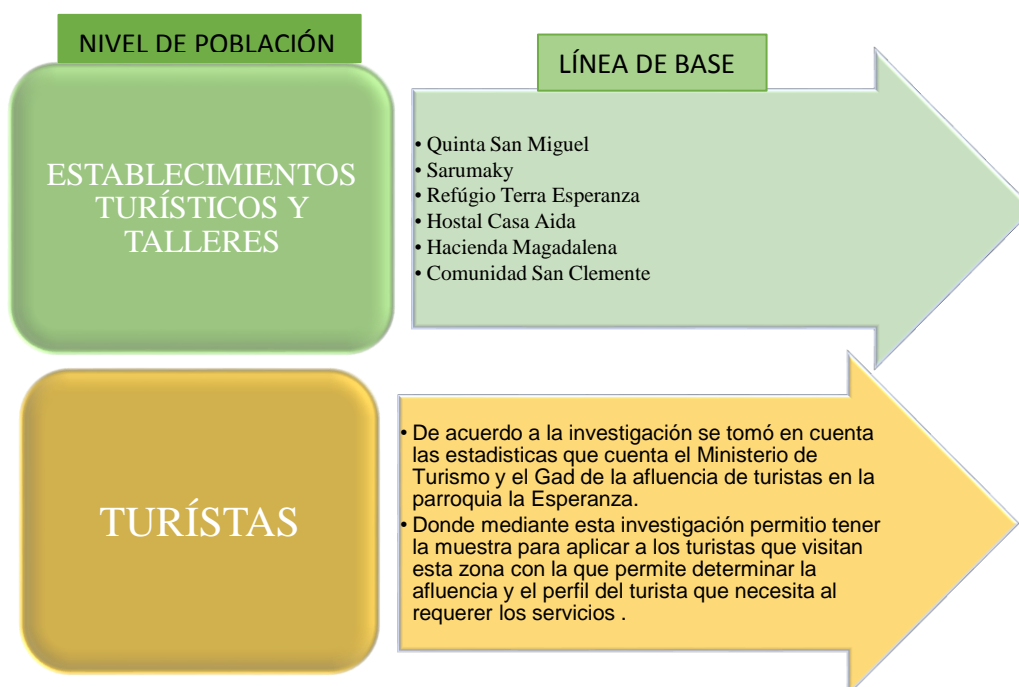 NIVEL DE POBLACIÓN
LÍNEA DE BASE
ESTABLECIMIENTOS
TURÍSTICOS Y
TALLERES
• Quinta San Miguel
• Sarumaky
• Refúgio Terra Esperanza
• Hostal Casa Aida
• Hacienda Magadalena
• Comunidad San Clemente
TURÍSTAS
• De acuerdo a la investigación se tomó en cuenta
las estadisticas que cuenta el Ministerio de
Turismo y el Gad de la afluencia de turistas en la
parroquia la Esperanza.
• Donde mediante esta investigación permitio tener
la muestra para aplicar a los turistas que visitan
esta zona con la que permite determinar la
afluencia y el perfil del turista que necesita al
requerer los servicios .